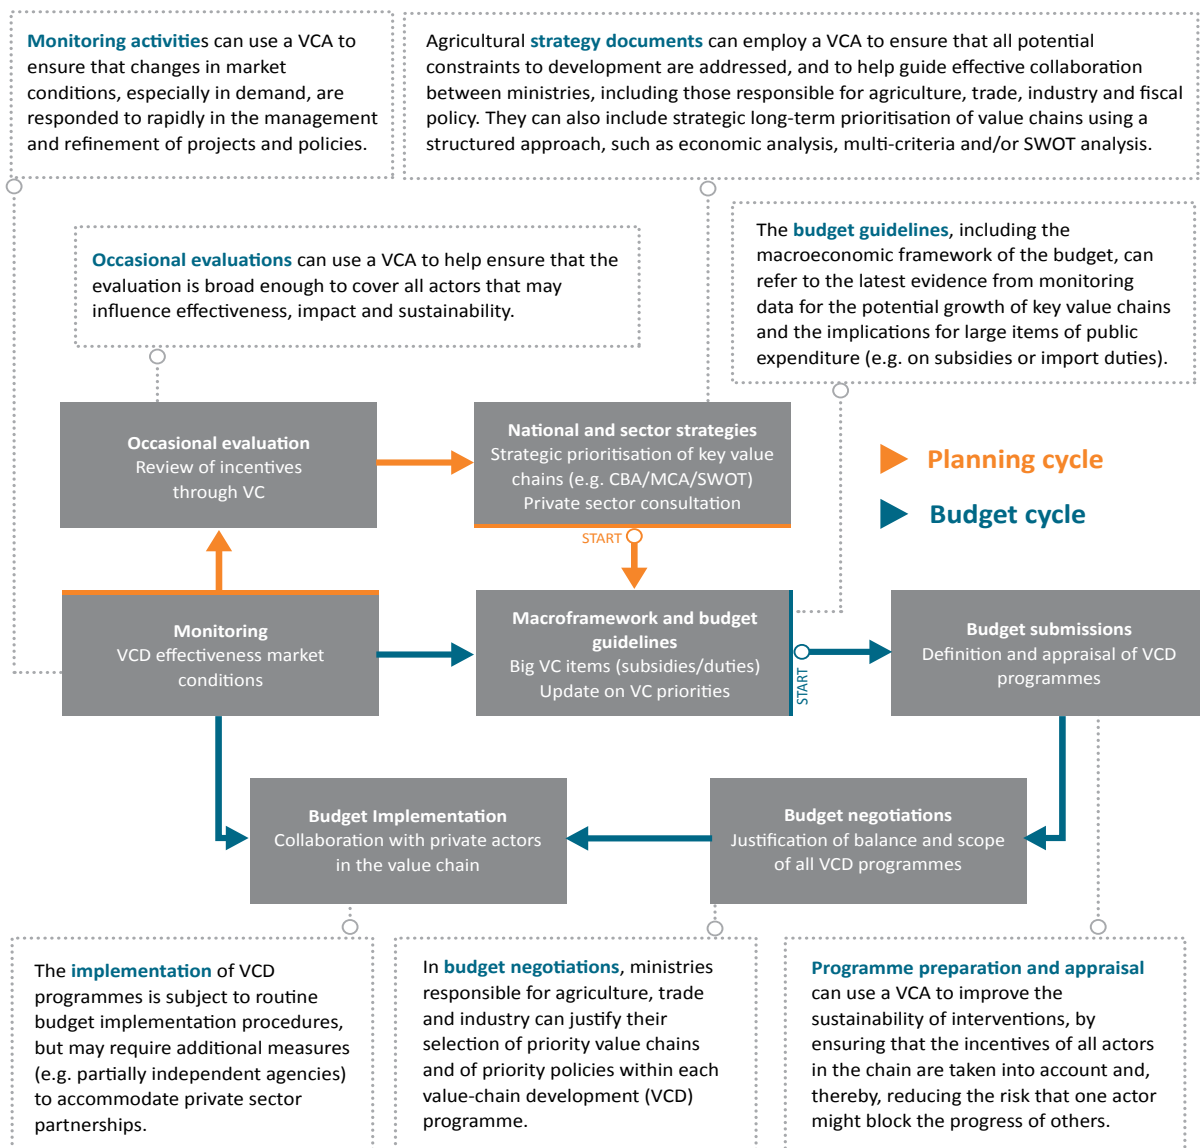 Monitoring activities can use a VCA to
ensure that changes in market
conditions, especially in demand, are
responded to rapidly in the management
and refinement of projects and policies.
Agricultural strategy documents can employ a VCA to ensure that all potential
constraints to development are addressed, and to help guide effective collaboration
between ministries, including those responsible for agriculture, trade, industry and fiscal
policy. They can also include strategic long-term prioritisation of value chains using a
structured approach, such as economic analysis, multi-criteria and/or SWOT analysis.
Occasional evaluations can use a VCA to help ensure that the
evaluation is broad enough to cover all actors that may
influence effectiveness, impact and sustainability.
The budget guidelines, including the
macroeconomic framework of the budget, can
refer to the latest evidence from monitoring
data for the potential growth of key value chains
and the implications for large items of public
expenditure (e.g. on subsidies or import duties).
Occasional evaluation
Review of incentives
through VC
National and sector strategies
Strategic prioritisation of key value
chains (e.g. CBA/MCA/SWOT)
Private sector consultation
START
Planning cycle
Budget cycle
Monitoring
VCD effectiveness market
conditions
Macroframework and budget
guidelines
Big VC items (subsidies/duties)
Update on VC priorities
START
Budget submissions
Definition and appraisal of VCD
programmes
Budget Implementation
Collaboration with private actors
in the value chain
Budget negotiations
Justification of balance and scope
of all VCD programmes
The implementation of VCD
programmes is subject to routine
budget implementation procedures,
but may require additional measures
(e.g. partially independent agencies)
to accommodate private sector
partnerships.
In budget negotiations, ministries
responsible for agriculture, trade
and industry can justify their
selection of priority value chains
and of priority policies within each
value-chain development (VCD)
programme.
Programme preparation and appraisal
can use a VCA to improve the
sustainability of interventions, by
ensuring that the incentives of all actors
in the chain are taken into account and,
thereby, reducing the risk that one actor
might block the progress of others.